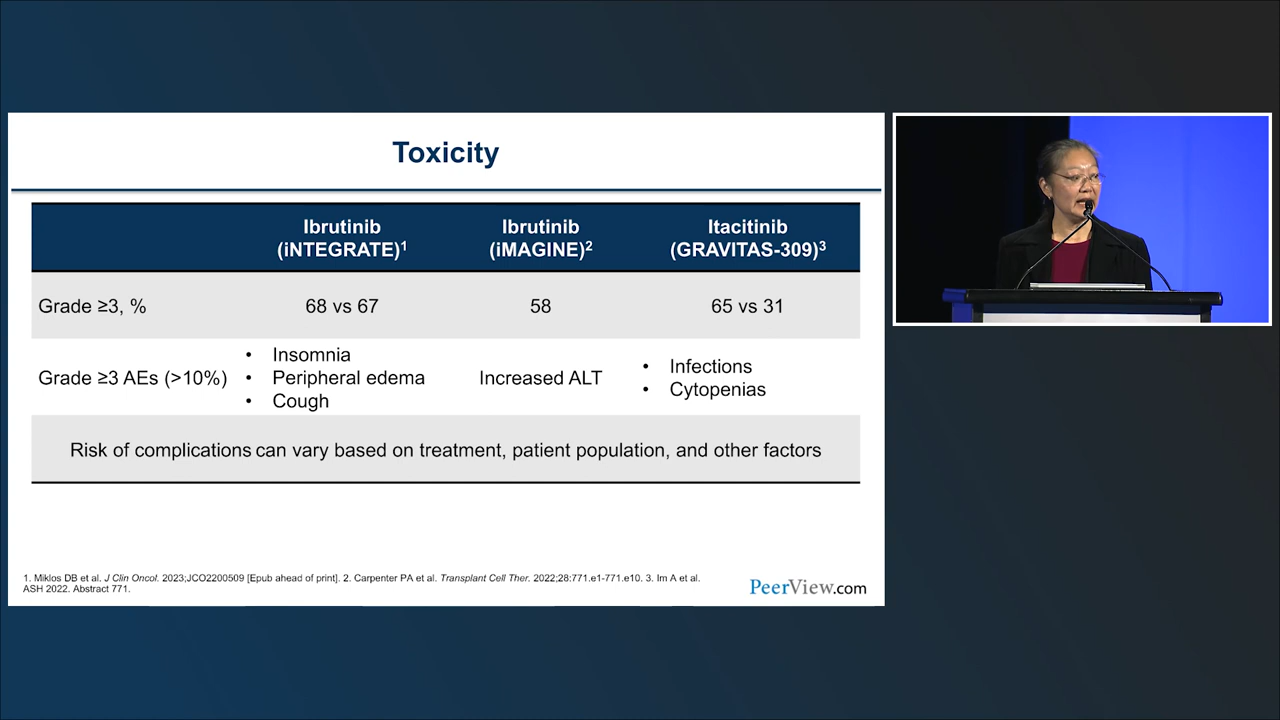 Toxicity
Ibrutinib
(iNTEGRATE)1
Ibrutinib
(iMAGINE)2
Itacitinib
(GRAVITAS-309)3
Grade ≥3, %
68 vs 67
58
65 vs 31
Grade ≥3 AEs (>10%)
• Insomnia
• Peripheral edema
• Cough
Increased ALT
• Infections
• Cytopenias
Risk of complications can vary based on treatment, patient population, and other factors
1. Miklos DB et al. J Clin Oncol. 2023;JCO2200509 [Epub ahead of print]. 2. Carpenter PA et al. Transplant Cell Ther. 2022;28:771.e1-771.e10. 3. Im A et al.
ASH 2022. Abstract 771.
PeerView.com